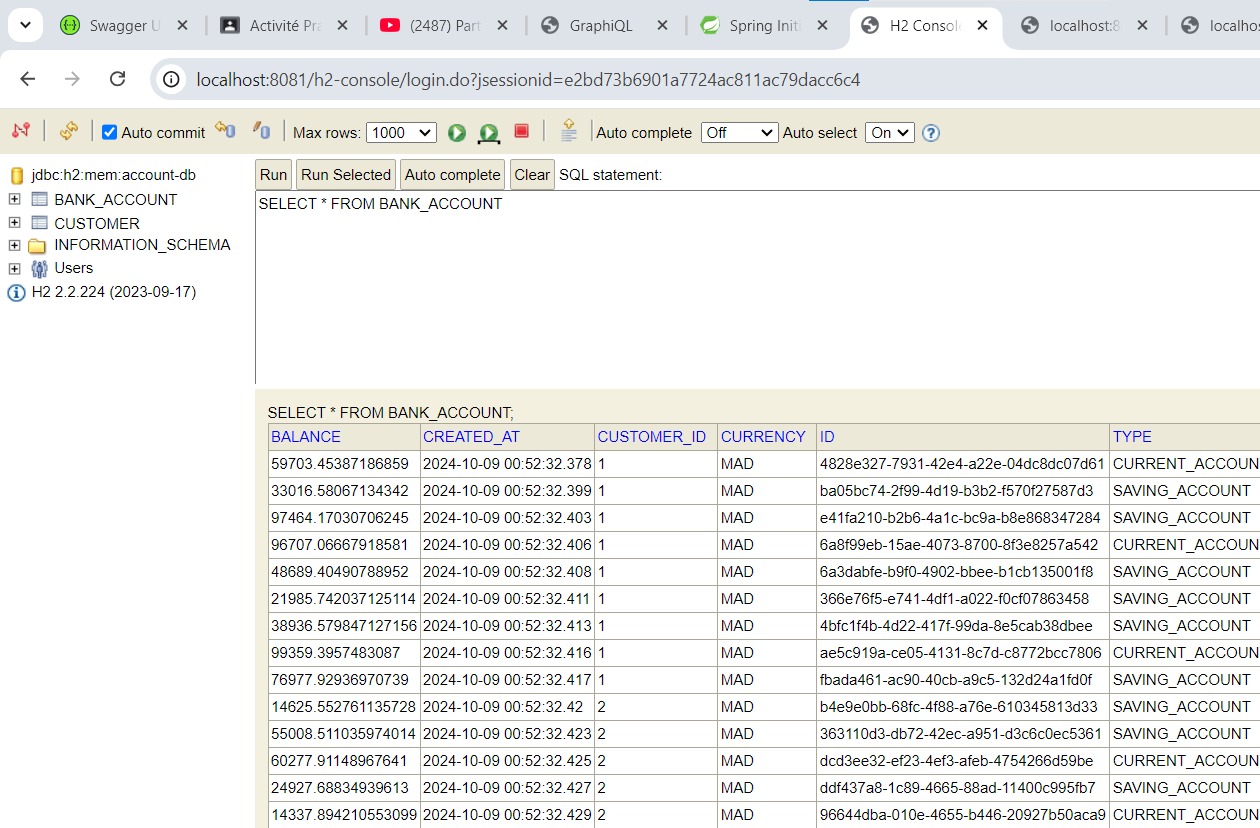 Swagger U Activité Pra (2487) Part GraphiQL Spring Initi H2 Console localhost:8 localhos
localhost:8081/h2-console/login.do?jsessionid=e2bd73b6901a7724ac811ac79dacc6c4
Auto commit Max rows: 1000 Auto complete Off Auto select On
jdbc:h2:mem:account-db
BANK_ACCOUNT
CUSTOMER
INFORMATION_SCHEMA
Users
H2 2.2.224 (2023-09-17)
Run Run Selected Auto complete Clear SQL statement:
SELECT * FROM BANK_ACCOUNT
SELECT * FROM BANK_ACCOUNT;
BALANCE CREATED_AT CUSTOMER_ID CURRENCY ID TYPE
59703.45387186859 2024-10-09 00:52:32.378 1 MAD 4828e327-7931-42e4-a22e-04dc8dc07d61 CURRENT_ACCOUN
33016.58067134342 2024-10-09 00:52:32.399 1 MAD ba05bc74-2f99-4d19-b3b2-f570f27587d3 SAVING_ACCOUNT
97464.17030706245 2024-10-09 00:52:32.403 1 MAD e41fa210-b2b6-4a1c-bc9a-b8e868347284 SAVING_ACCOUNT
96707.06667918581 2024-10-09 00:52:32.406 1 MAD 6a8f99eb-15ae-4073-8700-8f3e8257a542 CURRENT_ACCOUN
48689.40490788952 2024-10-09 00:52:32.408 1 MAD 6a3dabfe-b9f0-4902-bbee-b1cb135001f8 SAVING_ACCOUNT
21985.742037125114 2024-10-09 00:52:32.411 1 MAD 366e76f5-e741-4df1-a022-f0cf07863458 SAVING_ACCOUNT
38936.579847127156 2024-10-09 00:52:32.413 1 MAD 4bfc1f4b-4d22-417f-99da-8e5cab38dbee SAVING_ACCOUNT
99359.3957483087 2024-10-09 00:52:32.416 1 MAD ae5c919a-ce05-4131-8c7d-c8772bcc7806 CURRENT_ACCOUN
76977.92936970739 2024-10-09 00:52:32.417 1 MAD fbada461-ac90-40cb-a9c5-132d24a1fd0f SAVING_ACCOUNT
14625.552761135728 2024-10-09 00:52:32.42 2 MAD b4e9e0bb-68fc-4f88-a76e-610345813d33 SAVING_ACCOUNT
55008.511035974014 2024-10-09 00:52:32.423 2 MAD 363110d3-db72-42ec-a951-d3c6c0ec5361 SAVING_ACCOUNT
60277.91148967641 2024-10-09 00:52:32.425 2 MAD dcd3ee32-ef23-4ef3-afeb-4754266d59be CURRENT_ACCOUN
24927.68834939613 2024-10-09 00:52:32.427 2 MAD ddf437a8-1c89-4665-88ad-11400c995fb7 SAVING_ACCOUNT
14337.894210553099 2024-10-09 00:52:32.429 2 MAD 96644dba-010e-4655-b446-20927b50aca9 CURRENT_ACCOUN